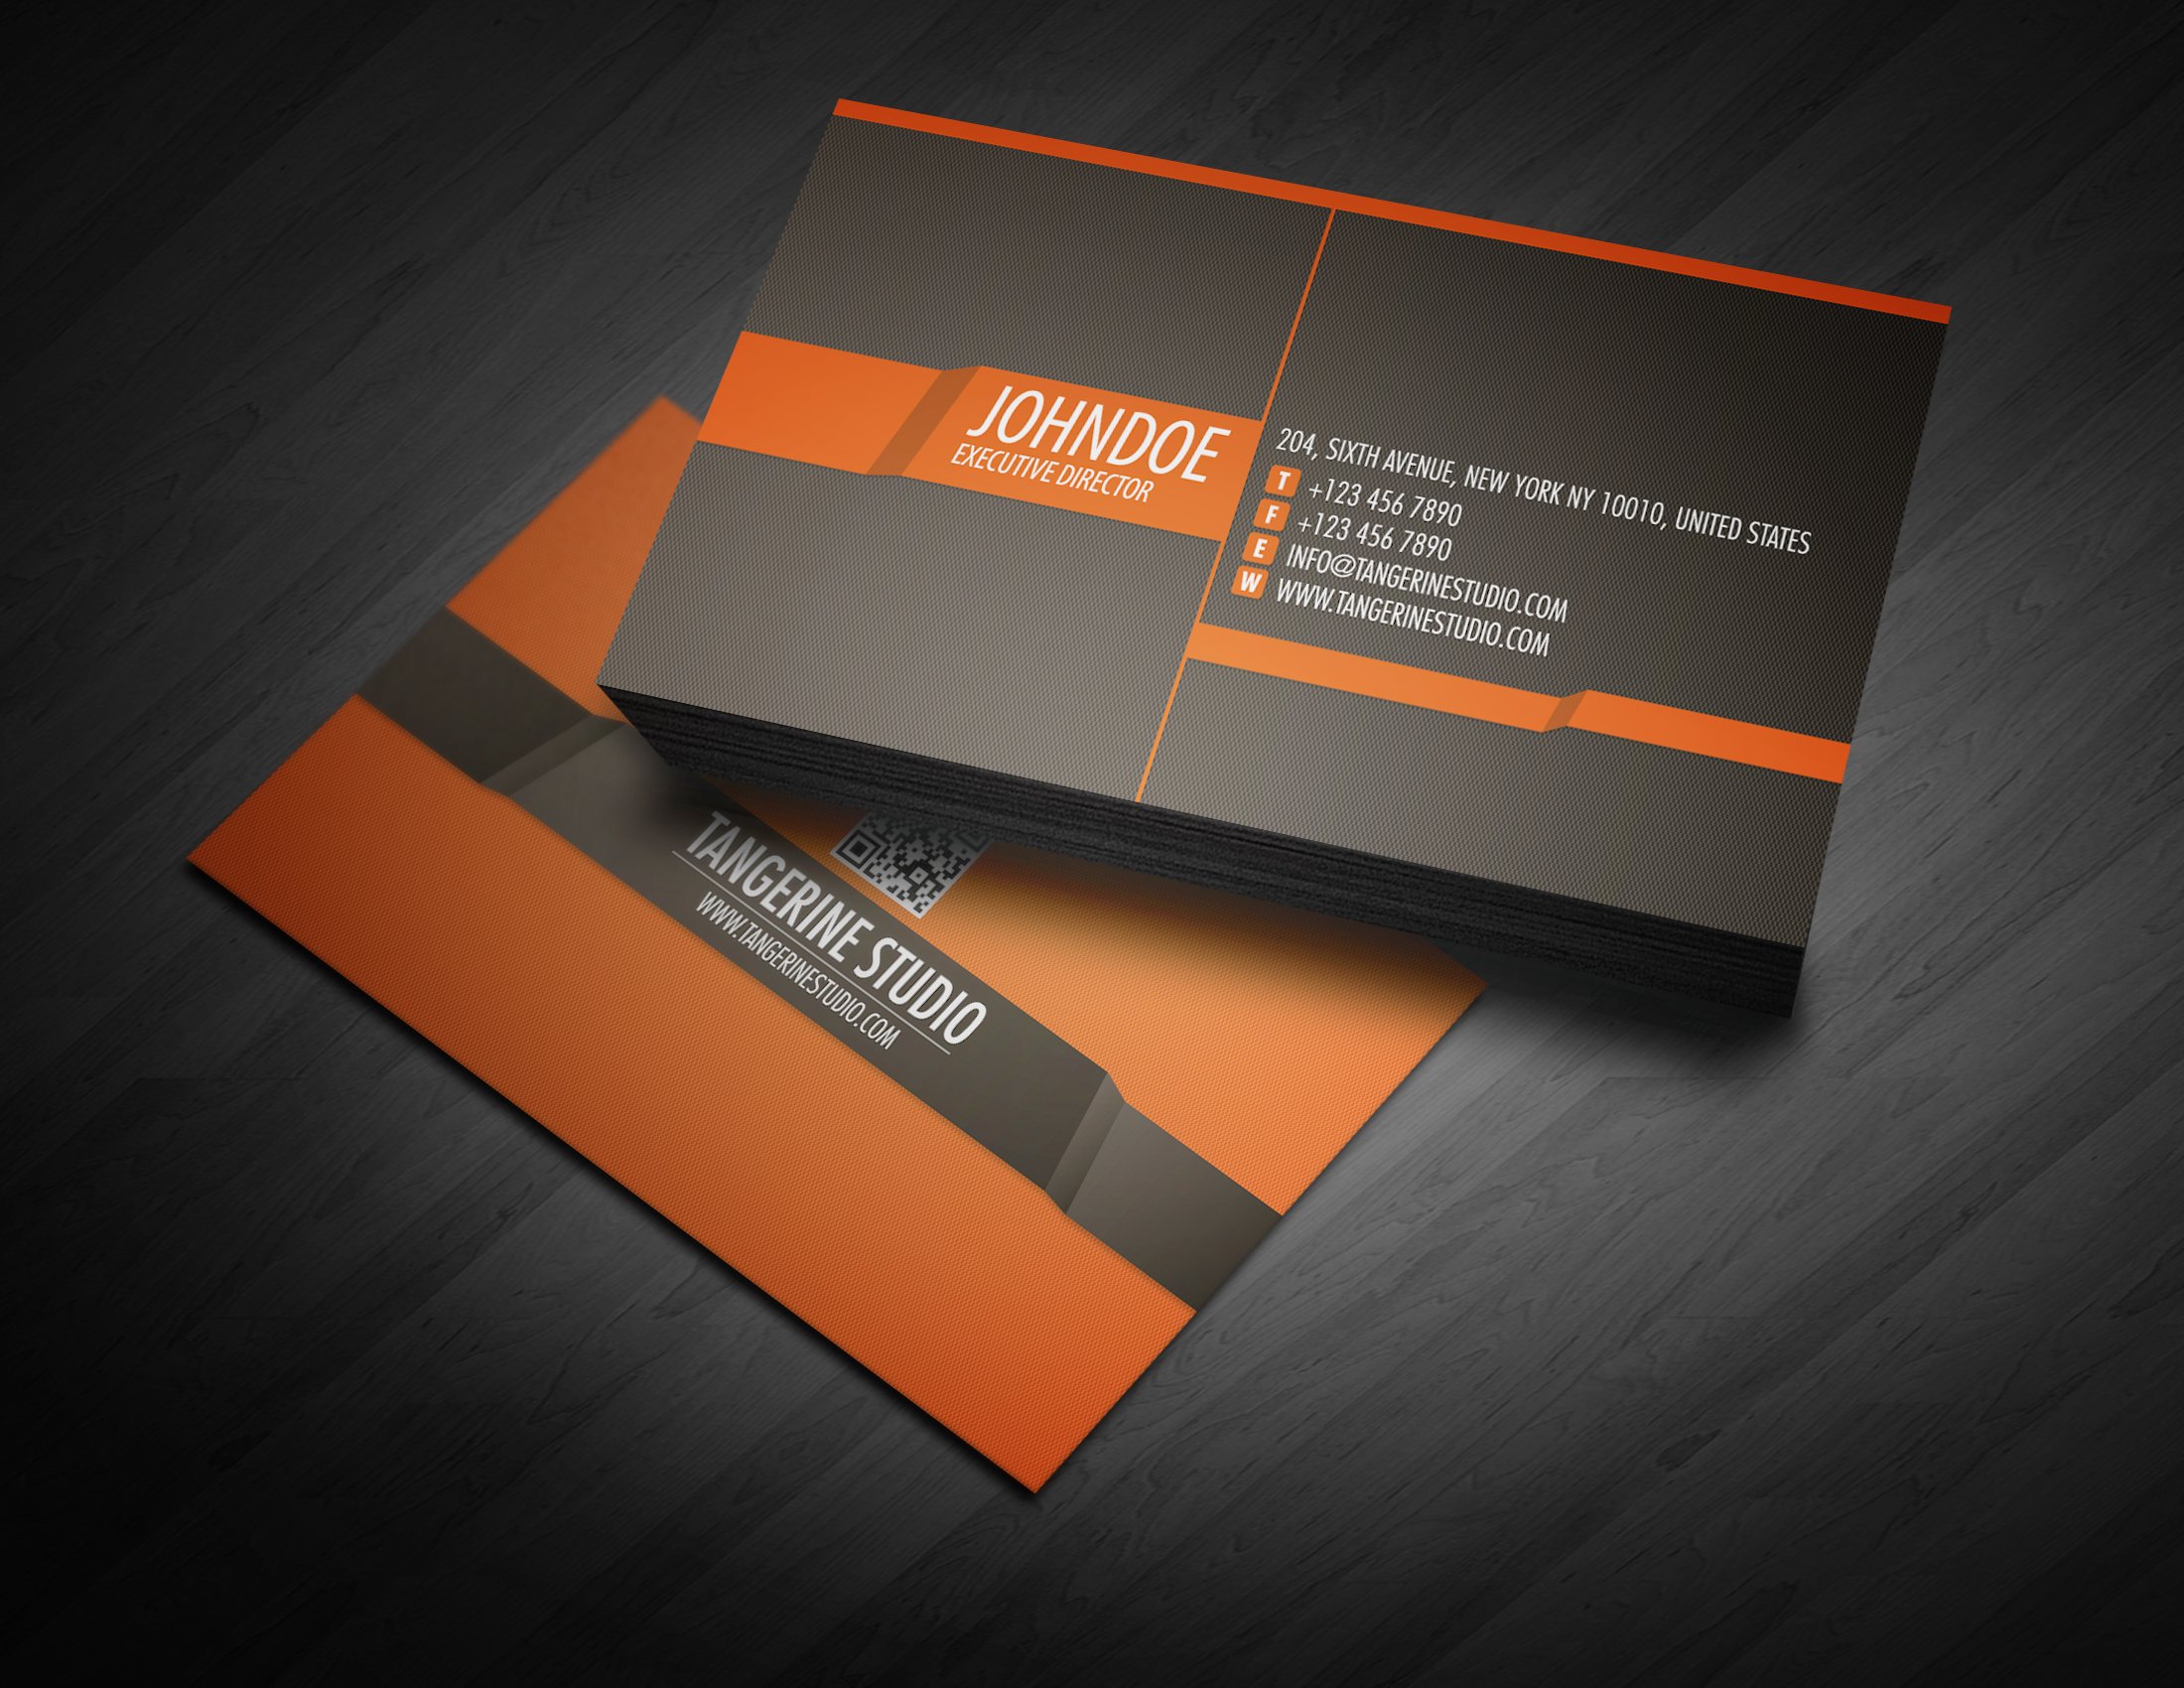 JOHNDOE
EXECUTIVE DIRECTOR
204, SIXTH AVENUE, NEW YORK NY 10010, UNITED STATES
T +123 456 7890
F +123 456 7890
E INFO@TANGERINESTUDIO.COM
W WWW.TANGERINESTUDIO.COM
TANGERINE STUDIO
WWW.TANGERINESTUDIO.COM